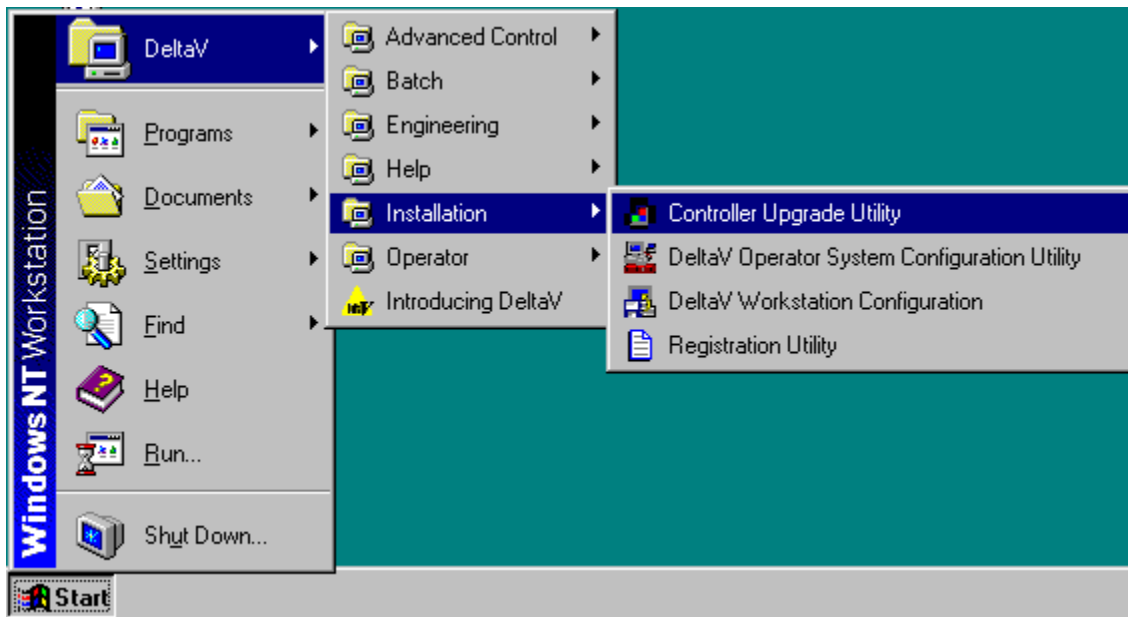 DeltaV
Programs
Documents
Settings
Find
Help
Run...
Shut Down...
Windows NT Workstation
Start
Advanced Control
Batch
Engineering
Help
Installation
Operator
Introducing DeltaV
Controller Upgrade Utility
DeltaV Operator System Configuration Utility
DeltaV Workstation Configuration
Registration Utility